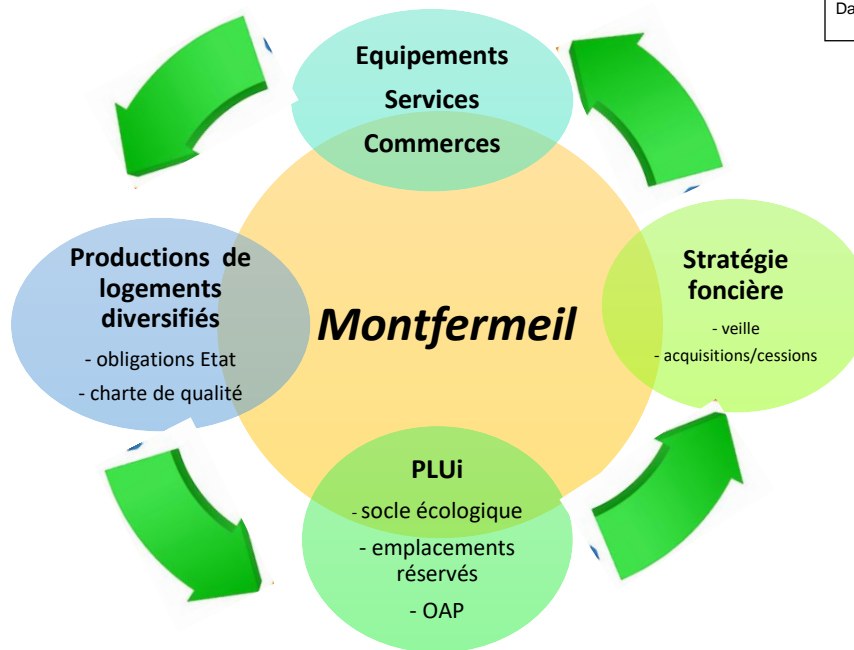 Da
Equipements
Services
Commerces
Productions de
logements
diversifiés
- obligations Etat
- charte de qualité
Montfermeil
Stratégie
foncière
- veille
- acquisitions/cessions
PLUi
- socle écologique
- emplacements
réservés
- OAP